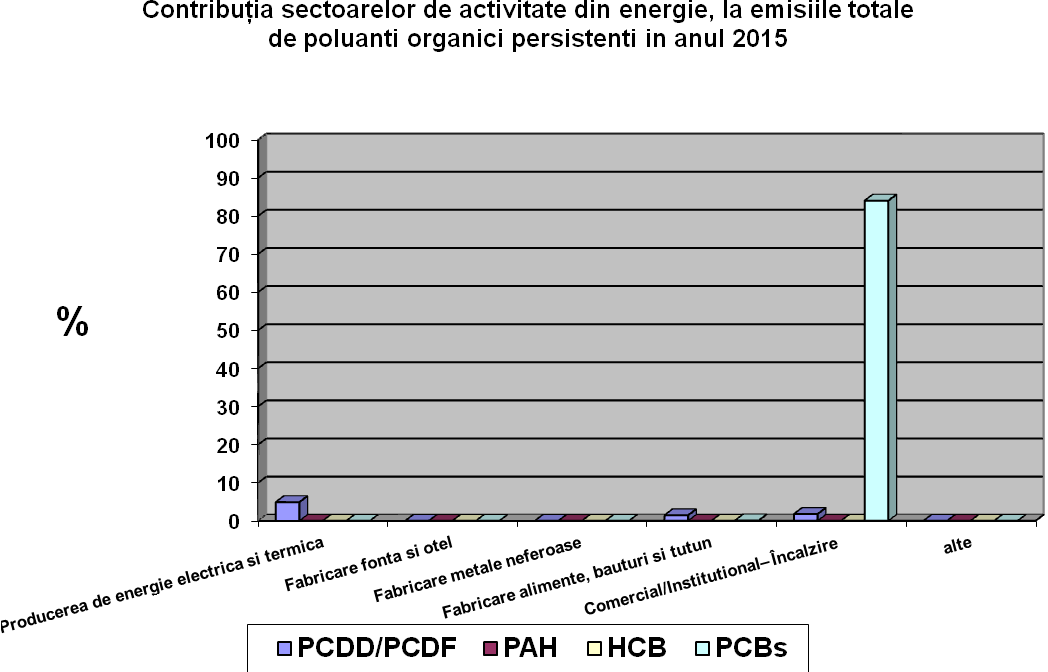 Contribuția sectoarelor de activitate din energie, la emisiile totale
de poluanti organici persistenti in anul 2015
100
90
80
70
60
50
40
30
20
10
0
%
Producerea de energie electrica si termica
Fabricare fonta si otel
Fabricare metale neferoase
Fabricare alimente, bauturi si tutun
Comercial/Institutional–Încalzire
alte
PCDD/PCDF PAH HCB PCBs